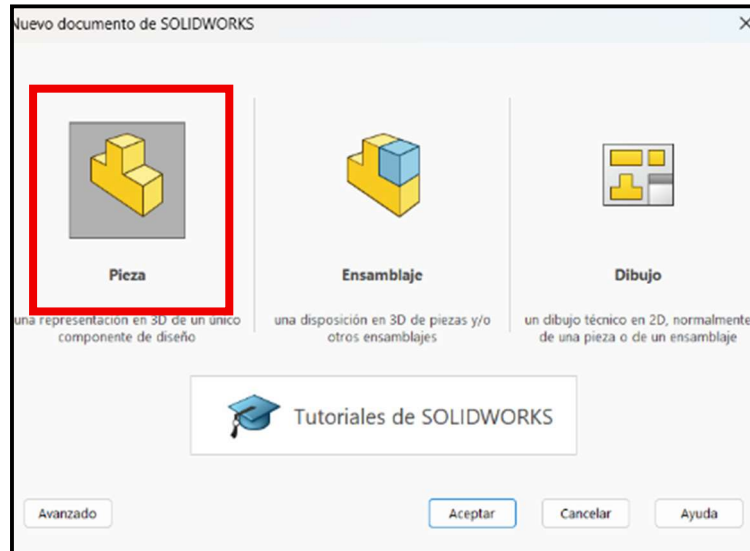 Nuevo documento de SOLIDWORKS
Pieza
una representación en 3D de un único
componente de diseño
Ensamblaje
una disposición en 3D de piezas y/o
otros ensamblajes
Dibujo
un dibujo técnico en 2D, normalmente
de una pieza o de un ensamblaje
Tutoriales de SOLIDWORKS
Avanzado
Aceptar
Cancelar
Ayuda